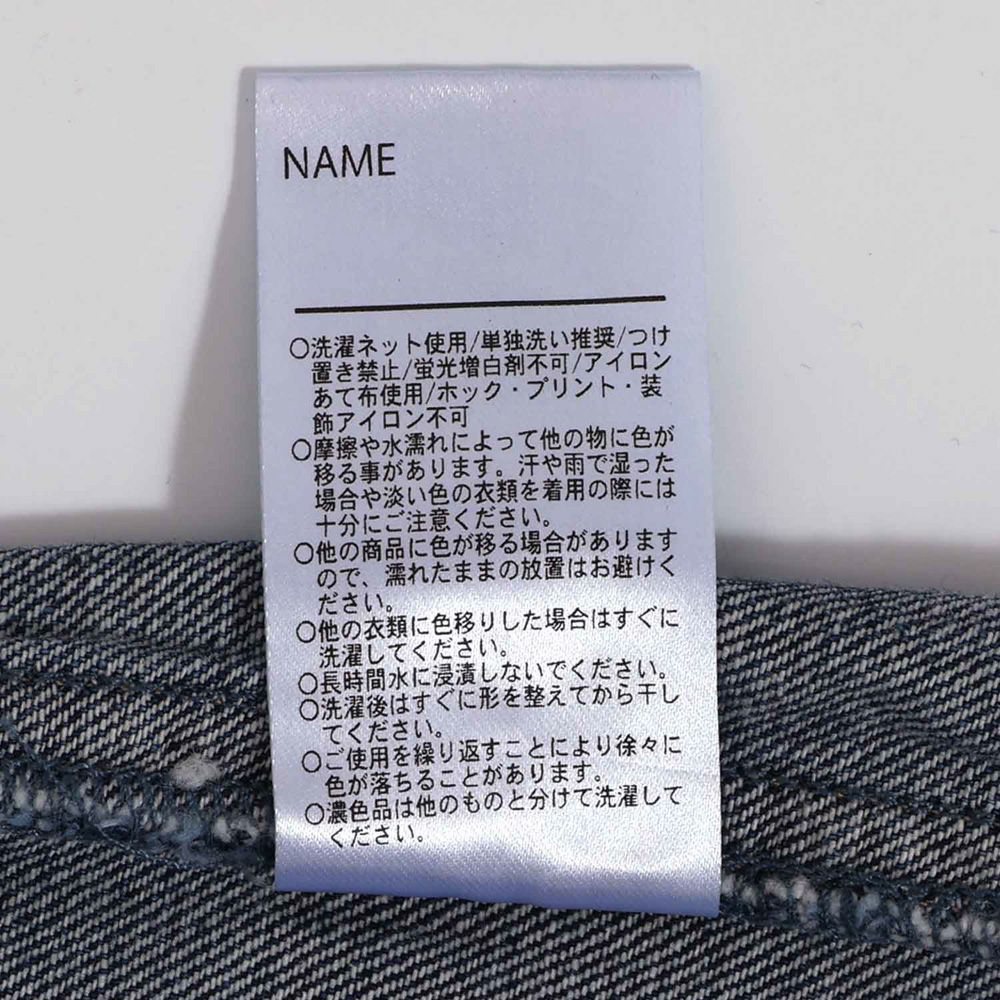 NAME
○洗濯ネット使用/単独洗い推奨/つけ
置き禁止/蛍光増白剤不可/アイロン
あて布使用/ホック・プリント・装
飾アイロン不可
○摩擦や水濡れによって他の物に色が
移る事があります。汗や雨で湿った
場合や淡い色の衣類を着用の際には
十分にご注意ください。
○他の商品に色が移る場合があります
ので、濡れたままの放置はお避けく
ださい。
○他の衣類に色移りした場合はすぐに
洗濯してください。
○長時間水に浸漬しないでください。
○洗濯後はすぐに形を整えてから干し
てください。
○ご使用を繰り返すことにより徐々に
色が落ちることがあります。
○濃色品は他のものと分けて洗濯して
ください。